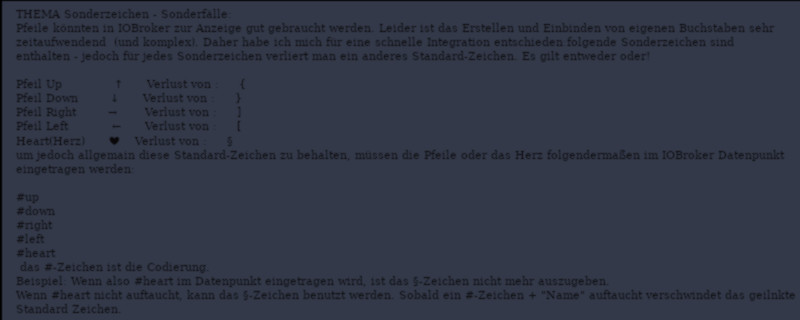 THEMA Sonderzeichen - Sonderfälle:
Pfeile könnten in IOBroker zur Anzeige gut gebraucht werden. Leider ist das Erstellen und Einbinden von eigenen Buchstaben sehr
zeitaufwendend  (und komplex). Daher habe ich mich für eine schnelle Integration entschieden folgende Sonderzeichen sind
enthalten - jedoch für jedes Sonderzeichen verliert man ein anderes Standard-Zeichen. Es gilt entweder oder!
Pfeil Up ↑ Verlust von : {
Pfeil Down ↓ Verlust von : }
Pfeil Right → Verlust von : ]
Pfeil Left ← Verlust von : [
Heart(Herz) ♥ Verlust von : §
um jedoch allgemein diese Standard-Zeichen zu behalten, müssen die Pfeile oder das Herz folgendermaßen im IOBroker Datenpunkt
eingetragen werden:
#up
#down
#right
#left
#heart
das #-Zeichen ist die Codierung.
Beispiel: Wenn also #heart im Datenpunkt eingetragen wird, ist das §-Zeichen nicht mehr auszugeben.
Wenn #heart nicht auftaucht, kann das §-Zeichen benutzt werden. Sobald ein #-Zeichen + "Name" auftaucht verschwindet das geilnkte
Standard Zeichen.